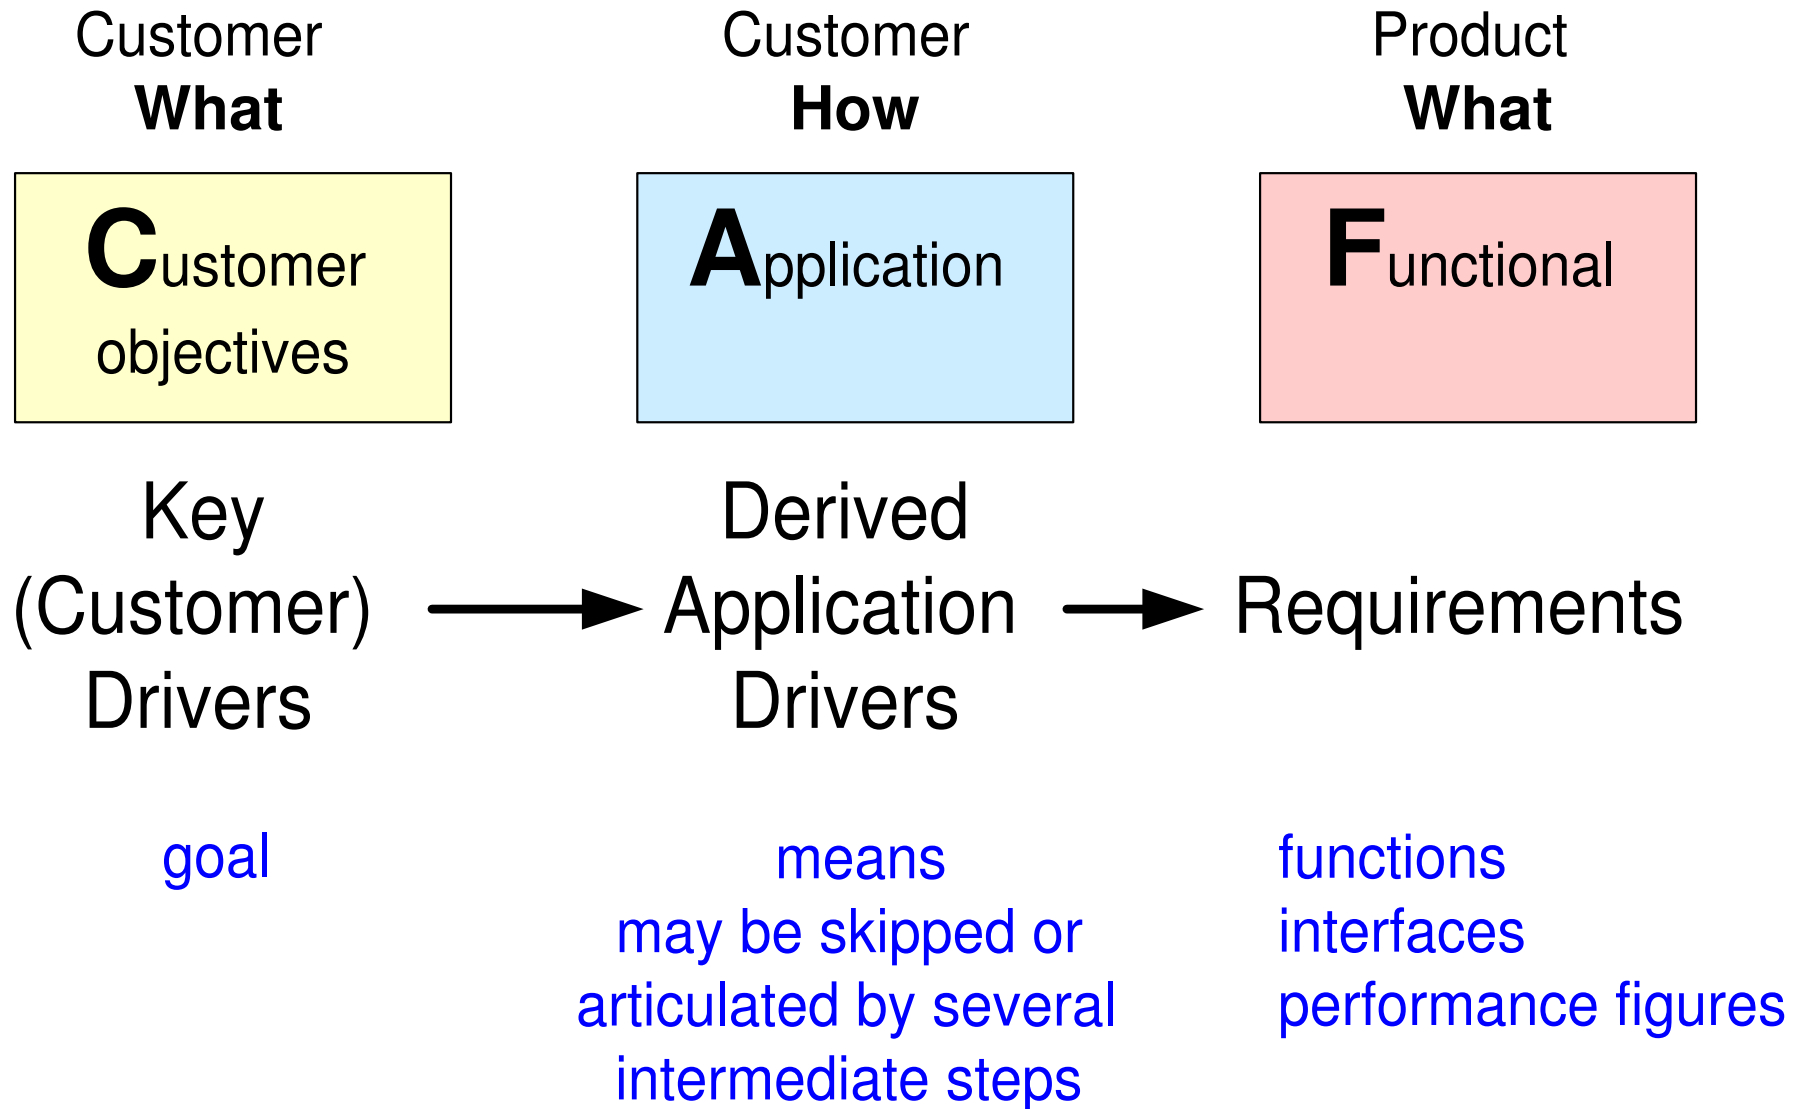 Customer
What
Customer
objectives
Key
(Customer)
Drivers
goal
Customer
How
Application
Derived
Application
Drivers
means
may be skipped or
articulated by several
intermediate steps
Product
What
Functional
Requirements
functions
interfaces
performance figures